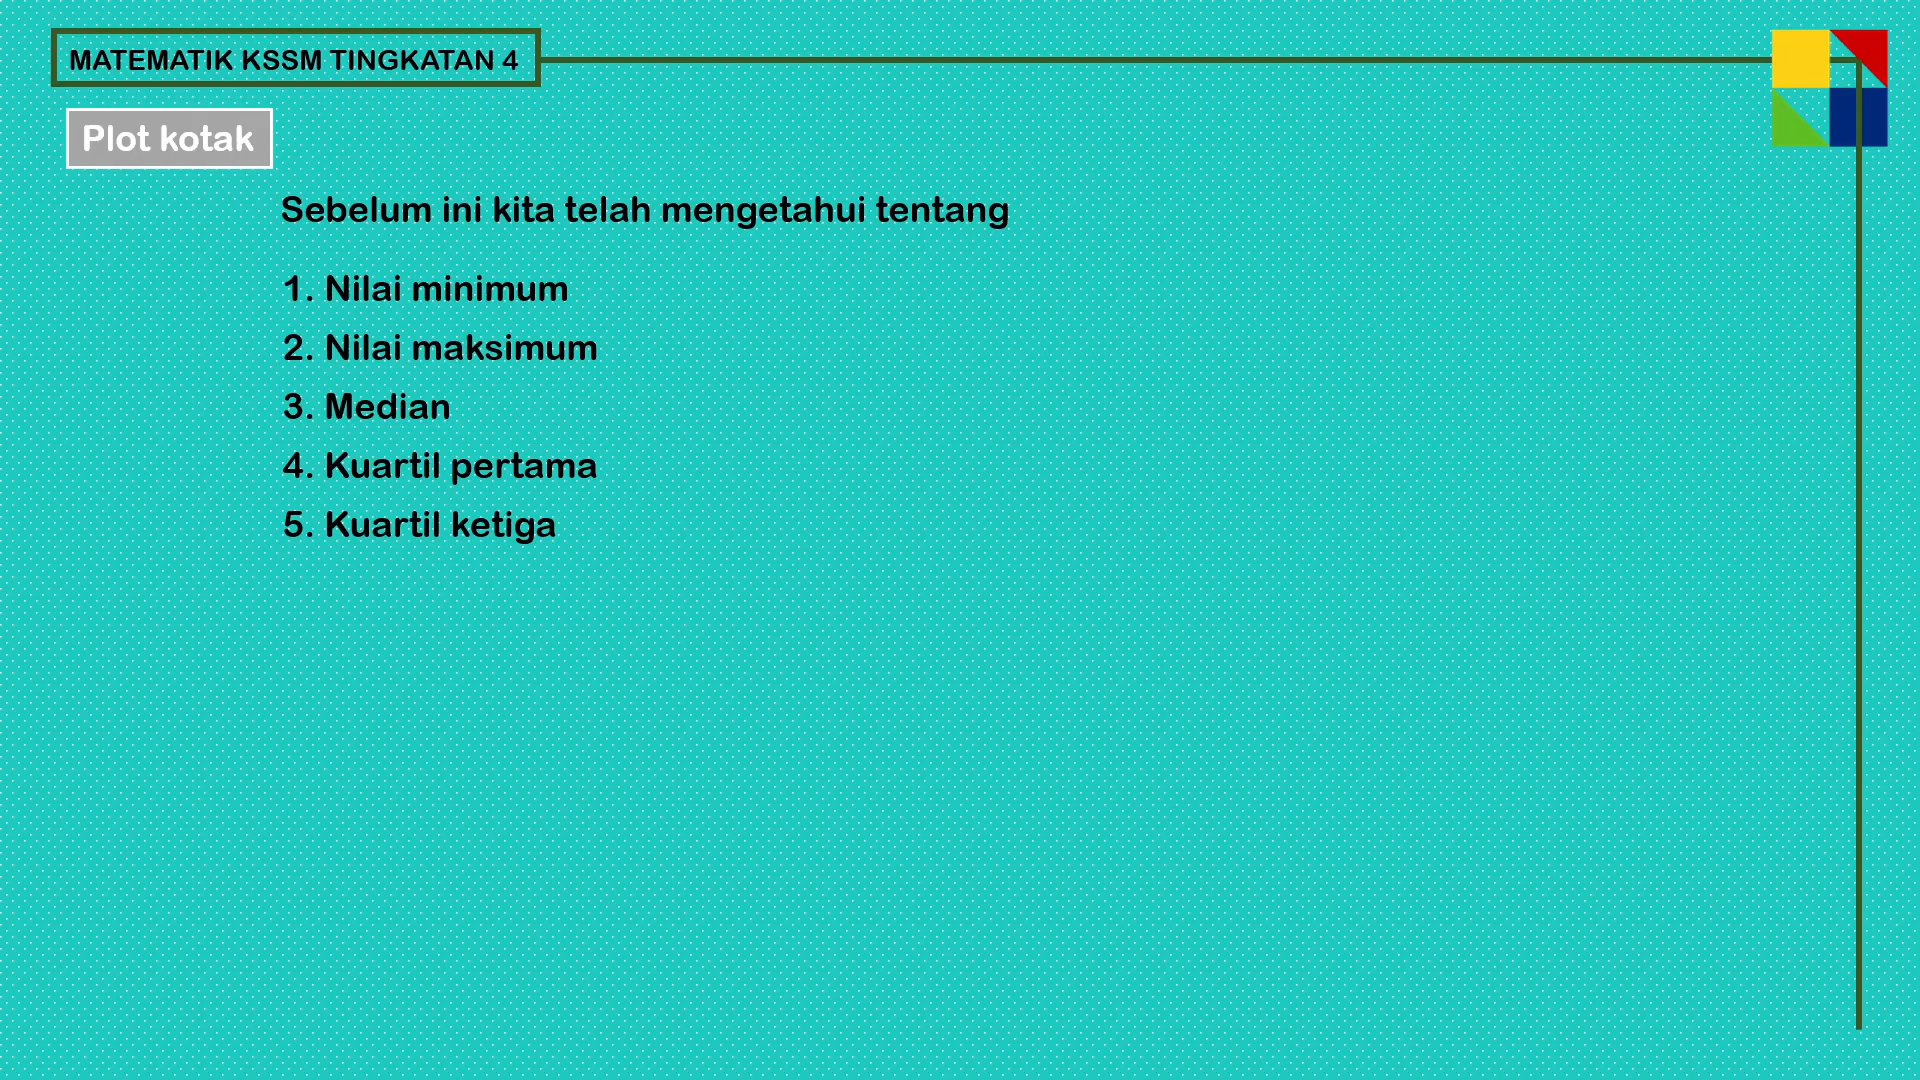 MATEMATIK KSSM TINGKATAN 4
Plot kotak
Sebelum ini kita telah mengetahui tentang
1. Nilai minimum
2. Nilai maksimum
3. Median
4. Kuartil pertama
5. Kuartil ketiga